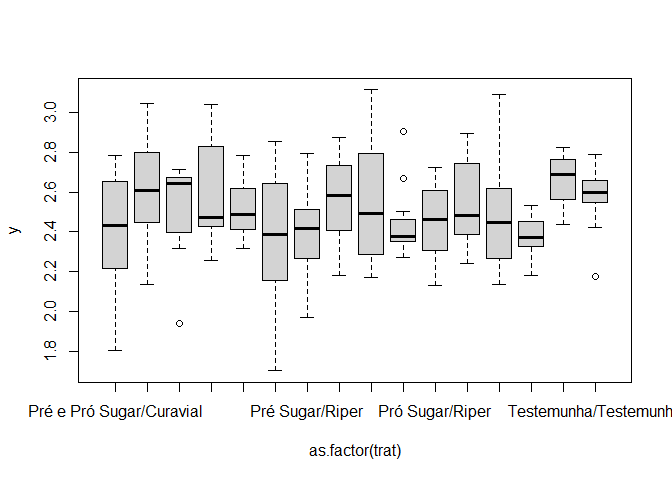 3.0
2.8
2.6
2.4
2.2
2.0
1.8
y
Pré e Pró Sugar/Curavial Pré Sugar/Riper Pró Sugar/Riper Testemunha/Testemunh
as.factor(trat)